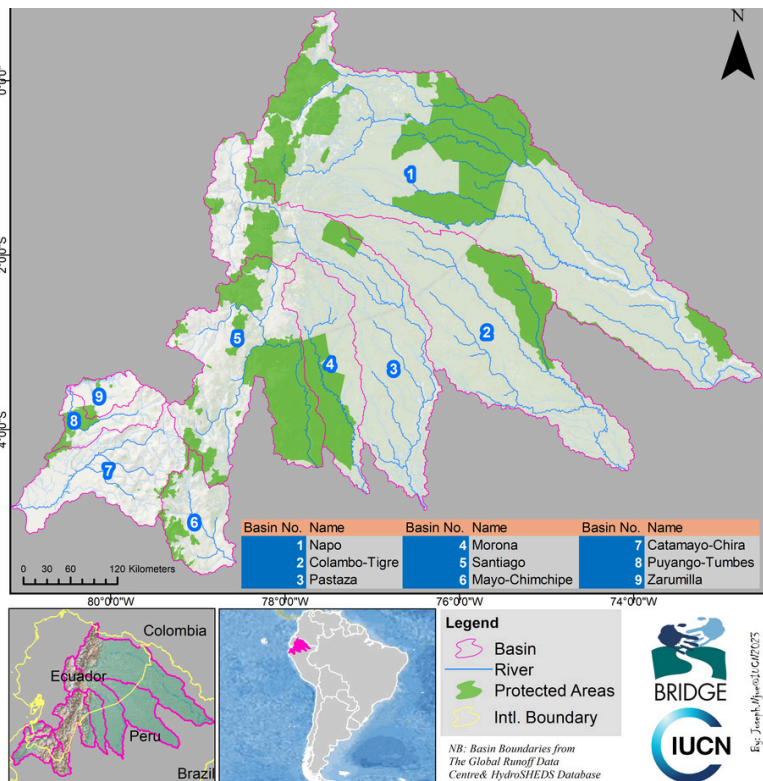 N
0°0'0"
2°0'0"S
4°0'0"S
1
2
3
4
5
6
7
8
9
0 30 60 120 Kilometers
Basin No. Name Basin No. Name Basin No. Name
1 Napo 4 Morona 7 Catamayo-Chira
2 Colambo-Tigre 5 Santiago 8 Puyango-Tumbes
3 Pastaza 6 Mayo-Chimchipe 9 Zarumilla
80°0'0"W 78°0'0"W 76°0'0"W 74°0'0"W
Colombia
Ecuador
Peru
Brazil
Legend
Basin
River
Protected Areas
Intl. Boundary
NB: Basin Boundaries from
The Global Runoff Data
Centre& HydroSHEDS Database
BRIDGE
IUCN